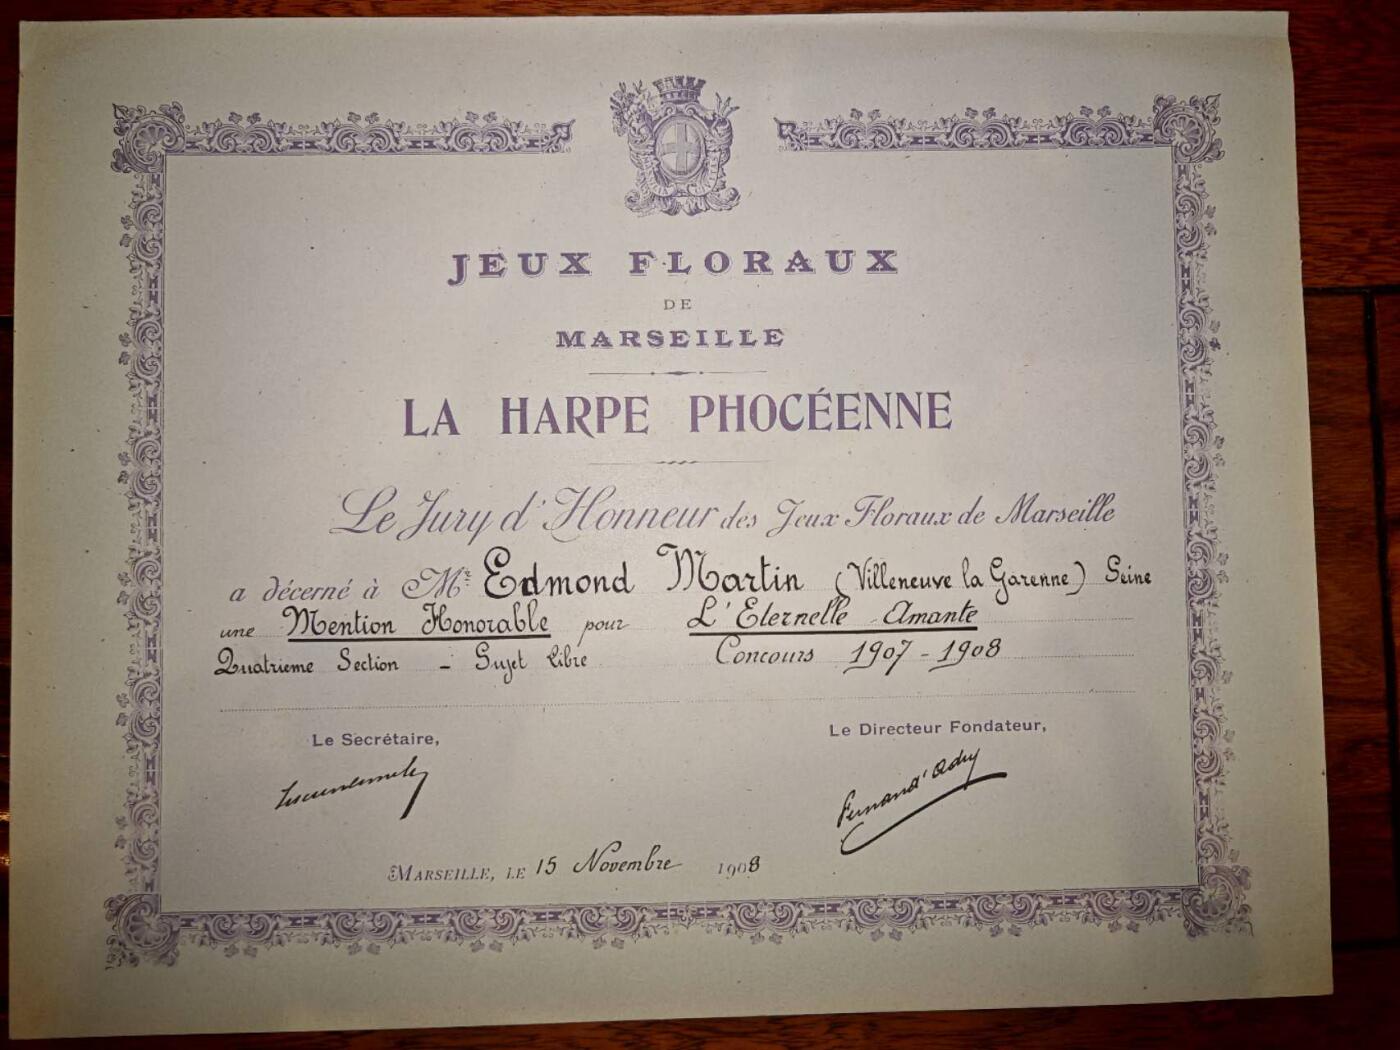 JEUX FLORAUX
DE
MARSEILLE
LA HARPE PHOCÉENNE
Le Jury d'Honneur des Jeux Floraux de Marseille
a décerné à Mr Edmond Martin (Villeneuve la Garenne) Seine
une Mention Honorable pour L'Eternelle Amante
Quatrieme Section - Sujet libre Concours 1907-1908
Le Secrétaire,
Le Directeur Fondateur,
Fernand
MARSEILLE, LE 15 Novembre 1908